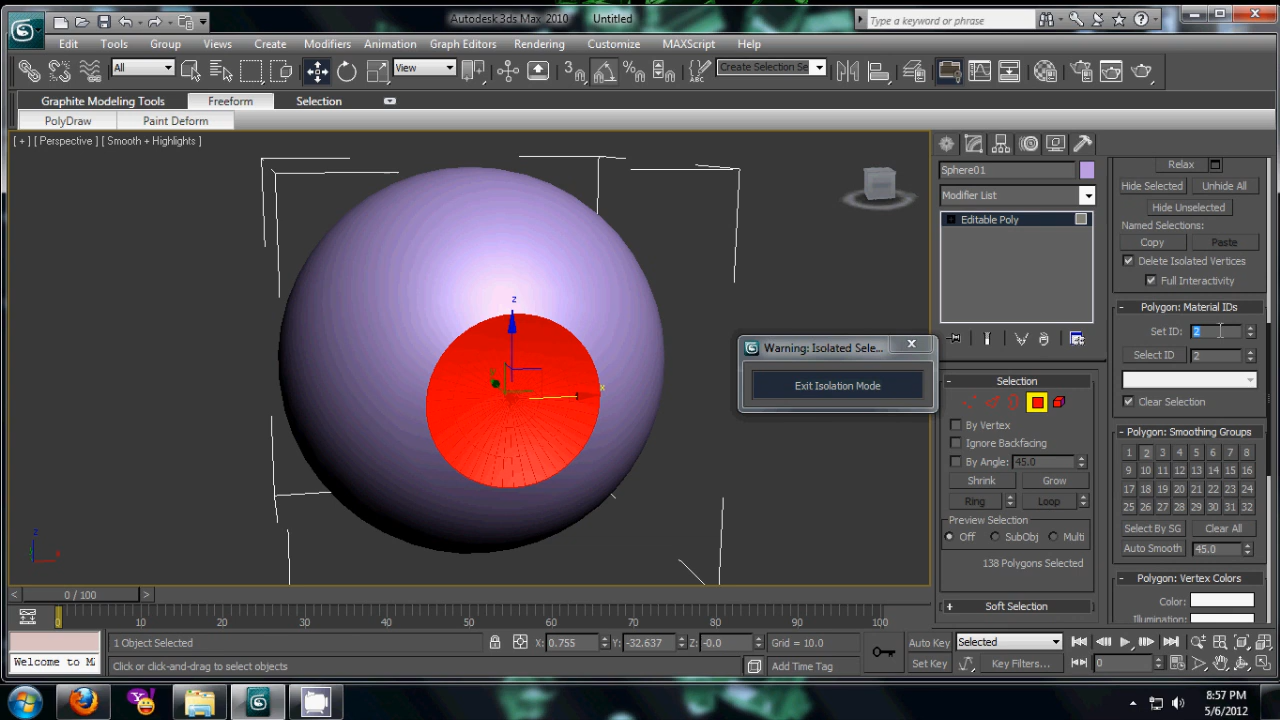 Autodesk 3ds Max 2010 Untitled
Type a keyword or phrase
Edit Tools Group Views Create Modifiers Animation Graph Editors Rendering Customize MAXScript Help
All View Create Selection Se
Graphite Modeling Tools Freeform Selection
PolyDraw Paint Deform
[ + ] [ Perspective ] [ Smooth + Highlights ]
z
x
z
x
Warning: Isolated Sele...
Exit Isolation Mode
Sphere01
Modifier List
Editable Poly
- Selection
By Vertex
Ignore Backfacing
By Angle: 45.0
Shrink Grow
Ring Loop
Preview Selection
Off SubObj Multi
138 Polygons Selected
+ Soft Selection
Relax
Hide Selected Unhide All
Hide Unselected
Named Selections:
Copy Paste
Delete Isolated Vertices
Full Interactivity
- Polygon: Material IDs
Set ID: 2
Select ID 2
Clear Selection
- Polygon: Smoothing Groups
1 2 3 4 5 6 7 8
9 10 11 12 13 14 15 16
17 18 19 20 21 22 23 24
25 26 27 28 29 30 31 32
Select By SG Clear All
Auto Smooth 45.0
- Polygon: Vertex Colors
Color:
Illumination:
< 0 / 100 >
0 10 20 30 40 50 60 70 80 90 100
1 Object Selected X: 0.755 Y: -32.637 Z: -0.0 Grid = 10.0 Auto Key Selected
Welcome to MA Click or click-and-drag to select objects Add Time Tag Set Key Key Filters... 0
8:57 PM
5/6/2012